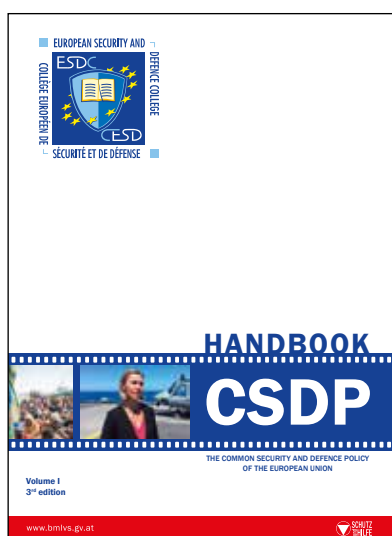 EUROPEAN SECURITY AND
DEFENCE COLLEGE
COLLÈGE EUROPÉEN DE
SÉCURITÉ ET DE DÉFENSE
ESDC
CESD
HANDBOOK
CSDP
THE COMMON SECURITY AND DEFENCE POLICY
OF THE EUROPEAN UNION
Volume I
3rd edition
www.bmlvs.gv.at
SCHUTZ
& HILFE